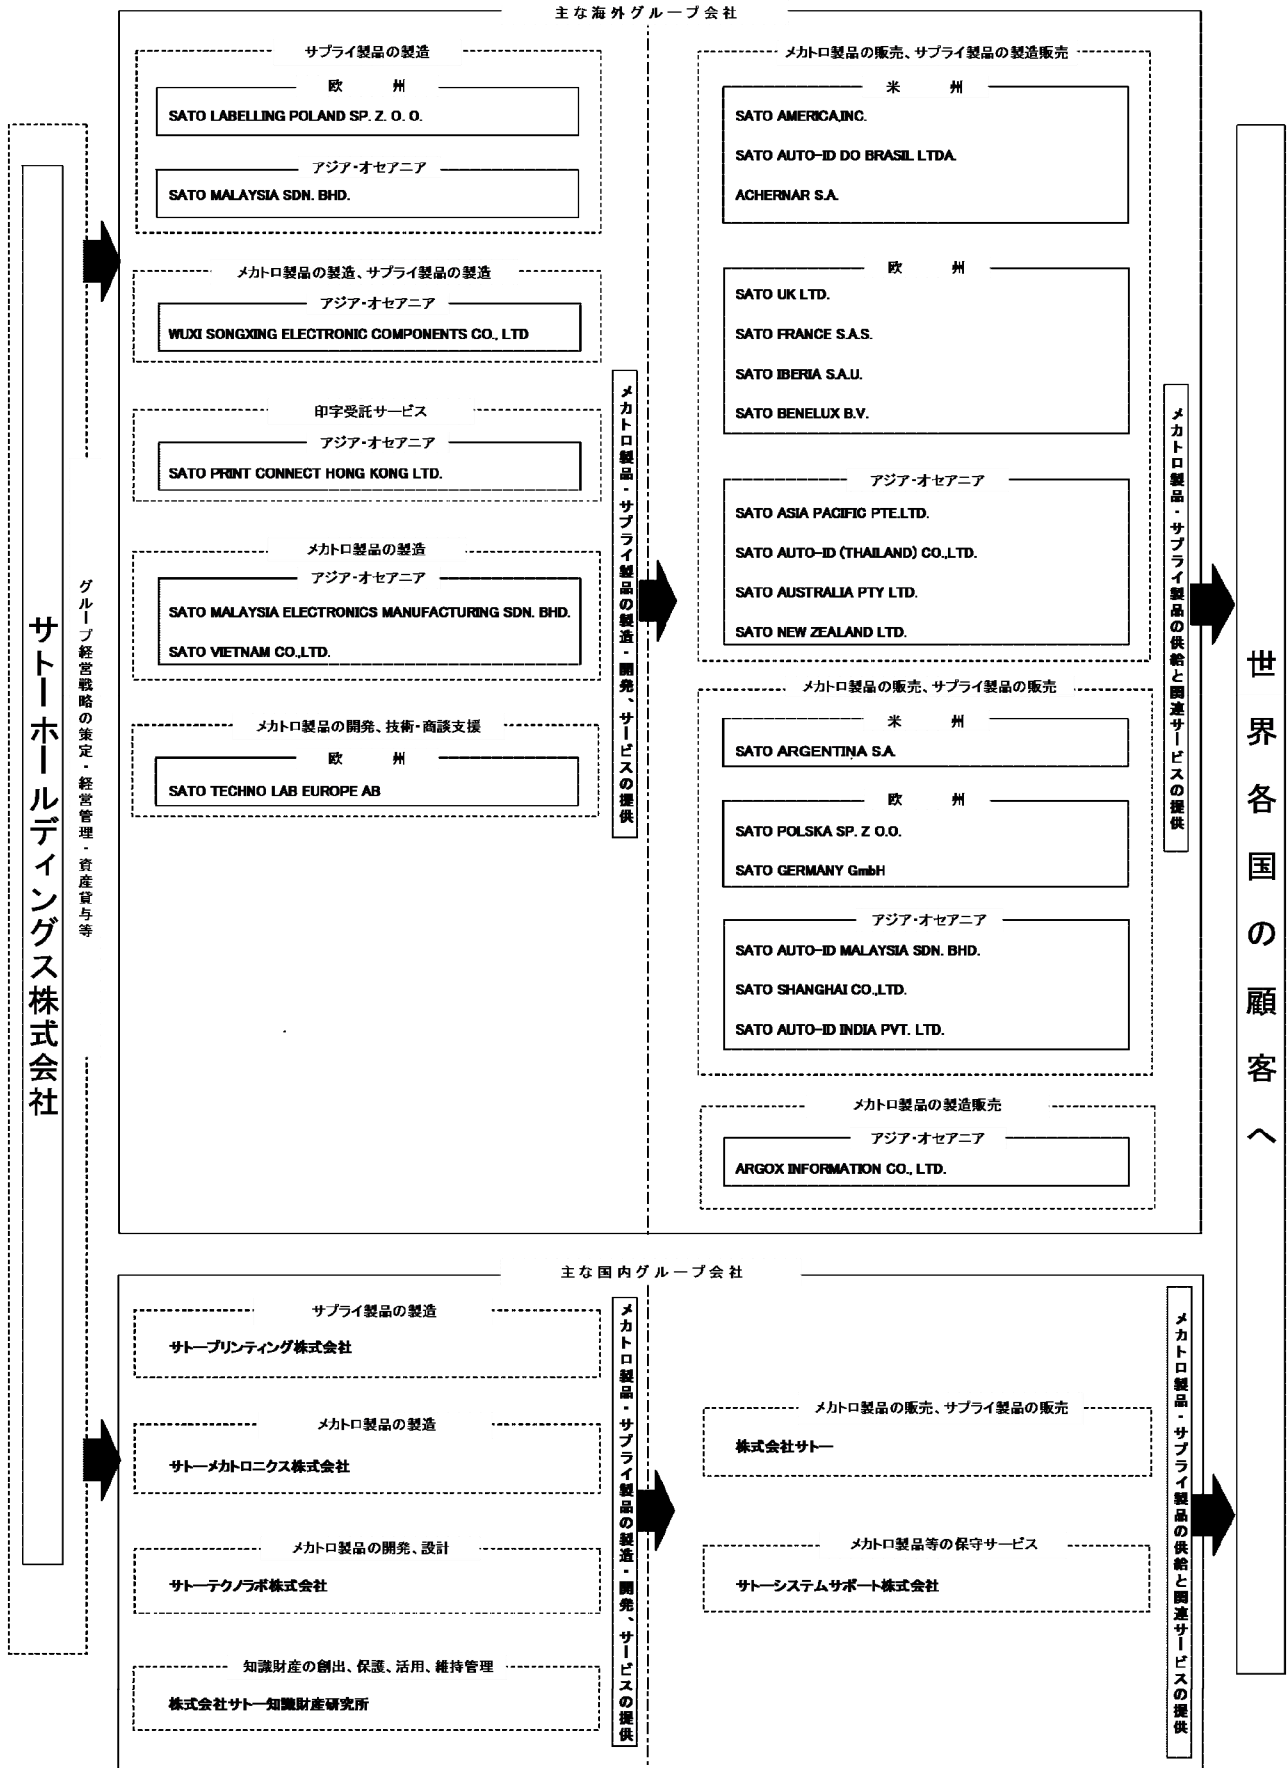 主な海外グループ会社
サトーホールディングス株式会社
グループ経営戦略の策定・経営管理・資産貸与等
サプライ製品の製造
欧　州
SATO LABELLING POLAND SP. Z. O. O.
アジア・オセアニア
SATO MALAYSIA SDN. BHD.
メカトロ製品の製造、サプライ製品の製造
アジア・オセアニア
WUXI SONGXING ELECTRONIC COMPONENTS CO., LTD
印字受託サービス
アジア・オセアニア
SATO PRINT CONNECT HONG KONG LTD.
メカトロ製品の製造
アジア・オセアニア
SATO MALAYSIA ELECTRONICS MANUFACTURING SDN. BHD.
SATO VIETNAM CO.,LTD.
メカトロ製品の開発、技術・商談支援
欧　州
SATO TECHNO LAB EUROPE AB
メカトロ製品・サプライ製品の製造・開発、サービスの提供
メカトロ製品の販売、サプライ製品の製造販売
米　州
SATO AMERICA,INC.
SATO AUTO-ID DO BRASIL LTDA.
ACHERNAR S.A.
欧　州
SATO UK LTD.
SATO FRANCE S.A.S.
SATO IBERIA S.A.U.
SATO BENELUX B.V.
アジア・オセアニア
SATO ASIA PACIFIC PTE.LTD.
SATO AUTO-ID (THAILAND) CO.,LTD.
SATO AUSTRALIA PTY LTD.
SATO NEW ZEALAND LTD.
メカトロ製品の販売、サプライ製品の販売
米　州
SATO ARGENTINA S.A.
欧　州
SATO POLSKA SP. Z O.O.
SATO GERMANY GmbH
アジア・オセアニア
SATO AUTO-ID MALAYSIA SDN. BHD.
SATO SHANGHAI CO.,LTD.
SATO AUTO-ID INDIA PVT. LTD.
メカトロ製品の製造販売
アジア・オセアニア
ARGOX INFORMATION CO., LTD.
メカトロ製品・サプライ製品の供給と関連サービスの提供
世界各国の顧客へ
主な国内グループ会社
サプライ製品の製造
サトープリンティング株式会社
メカトロ製品の製造
サトーメカトロニクス株式会社
メカトロ製品の開発、設計
サトーテクノラボ株式会社
知識財産の創出、保護、活用、維持管理
株式会社サトー知識財産研究所
メカトロ製品・サプライ製品の製造・開発、サービスの提供
メカトロ製品の販売、サプライ製品の販売
株式会社サトー
メカトロ製品等の保守サービス
サトーシステムサポート株式会社
メカトロ製品・サプライ製品の供給と関連サービスの提供